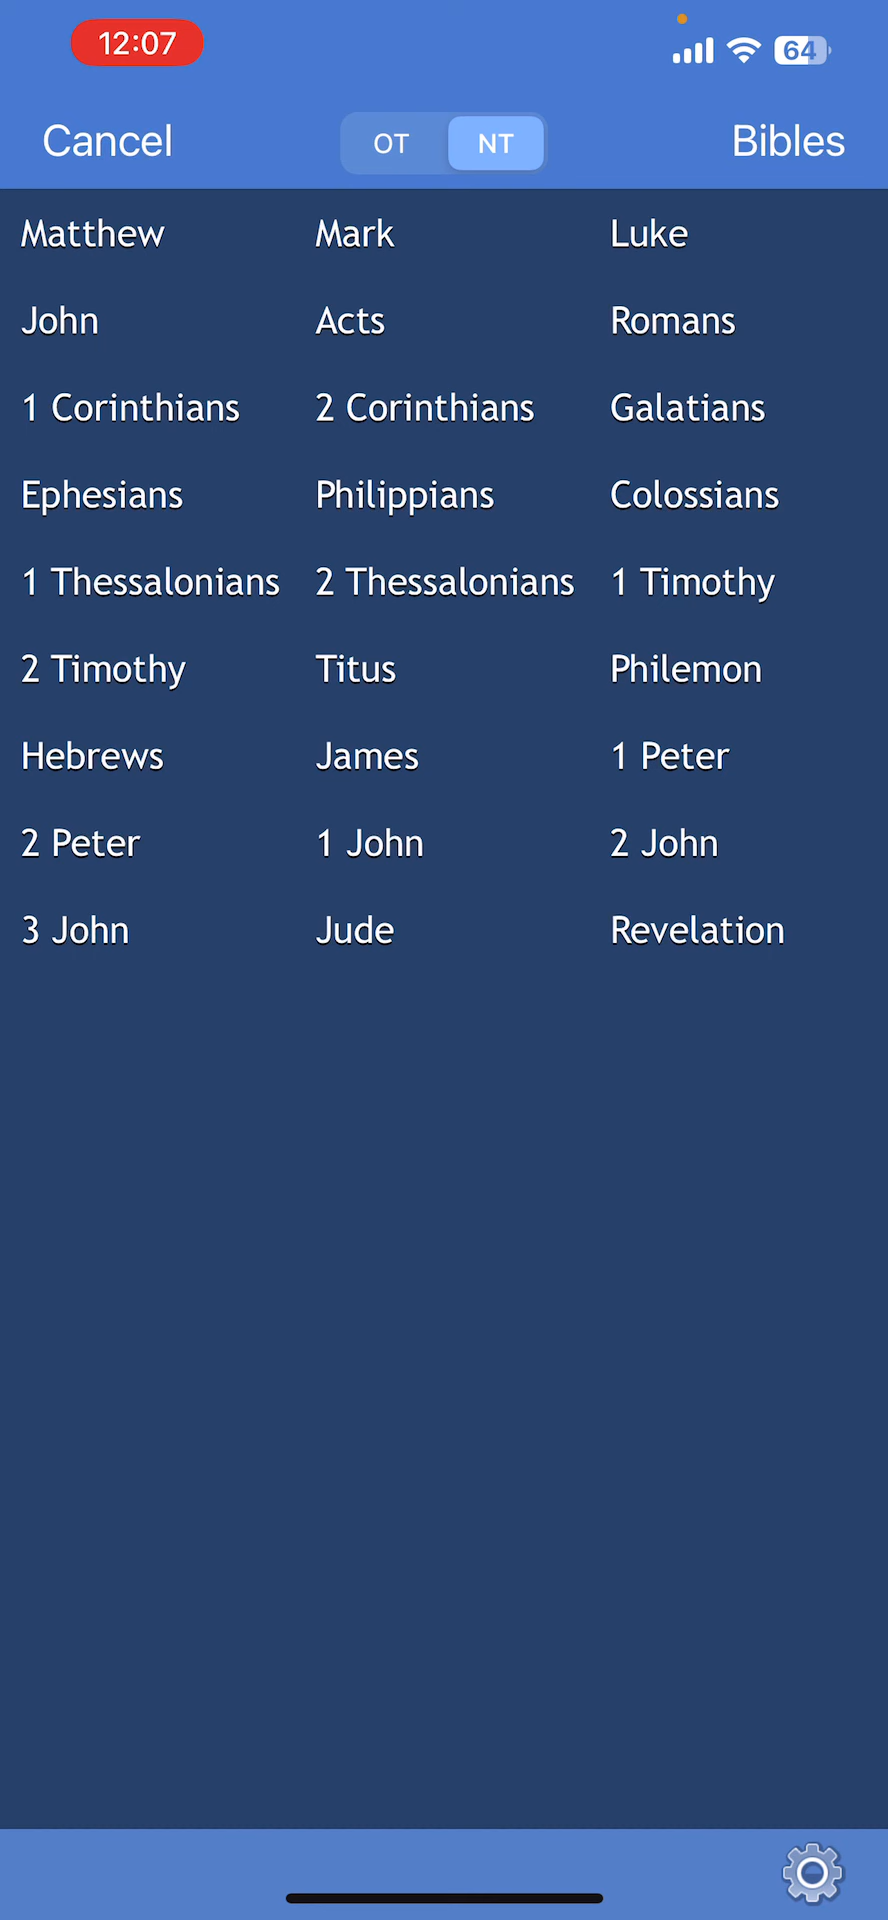 12:07 64
Cancel OT NT Bibles
Matthew Mark Luke
John Acts Romans
1 Corinthians 2 Corinthians Galatians
Ephesians Philippians Colossians
1 Thessalonians 2 Thessalonians 1 Timothy
2 Timothy Titus Philemon
Hebrews James 1 Peter
2 Peter 1 John 2 John
3 John Jude Revelation